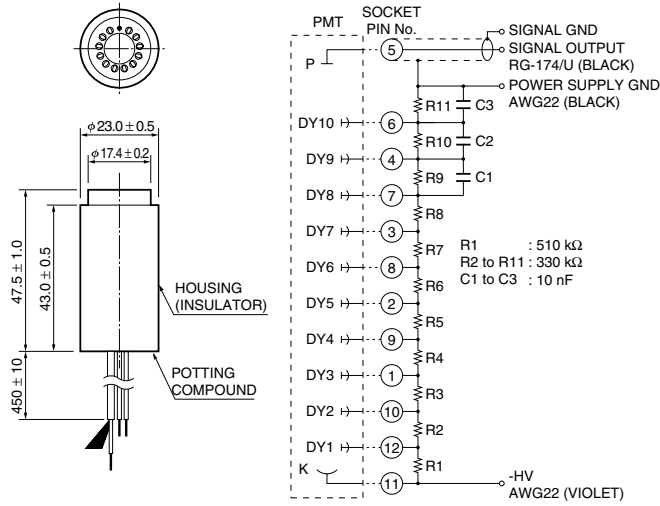 φ23.0 ± 0.5
φ17.4 ± 0.2
47.5 ± 1.0
43.0 ± 0.5
450 ± 10
HOUSING
(INSULATOR)
POTTING
COMPOUND
PMT
SOCKET
PIN No.
P
5
SIGNAL GND
SIGNAL OUTPUT
RG-174/U (BLACK)
POWER SUPPLY GND
AWG22 (BLACK)
R11
C3
DY10
6
R10
C2
DY9
4
R9
C1
DY8
7
R8
DY7
3
R7
DY6
8
R6
DY5
2
R5
DY4
9
R4
DY3
1
R3
DY2
10
R2
DY1
12
R1
K
11
-HV
AWG22 (VIOLET)
R1 : 510 kΩ
R2 to R11 : 330 kΩ
C1 to C3 : 10 nF